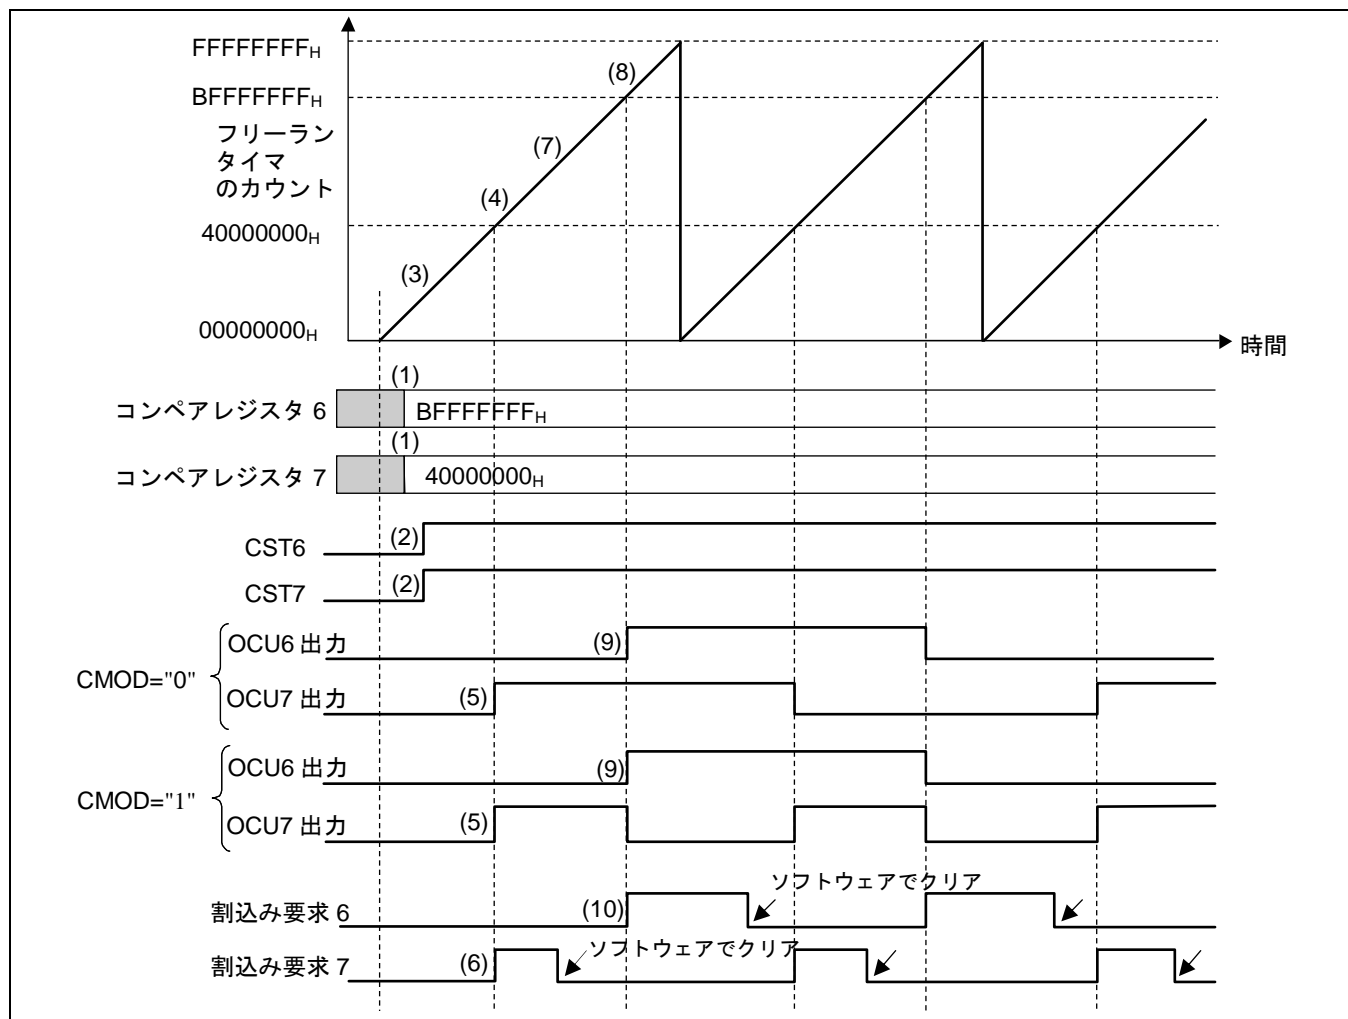 FFFFFFFFH
(8)
BFFFFFFFH
フリーラン
タイマ
のカウント
(7)
(4)
40000000H
(3)
00000000H
時間
(1)
コンペアレジスタ 6
BFFFFFFFH
(1)
コンペアレジスタ 7
40000000H
CST6
(2)
CST7
(2)
CMOD="0"
OCU6 出力
(9)
OCU7 出力
(5)
CMOD="1"
OCU6 出力
(9)
OCU7 出力
(5)
ソフトウェアでクリア
割込み要求 6
(10)
ソフトウェアでクリア
割込み要求 7
(6)